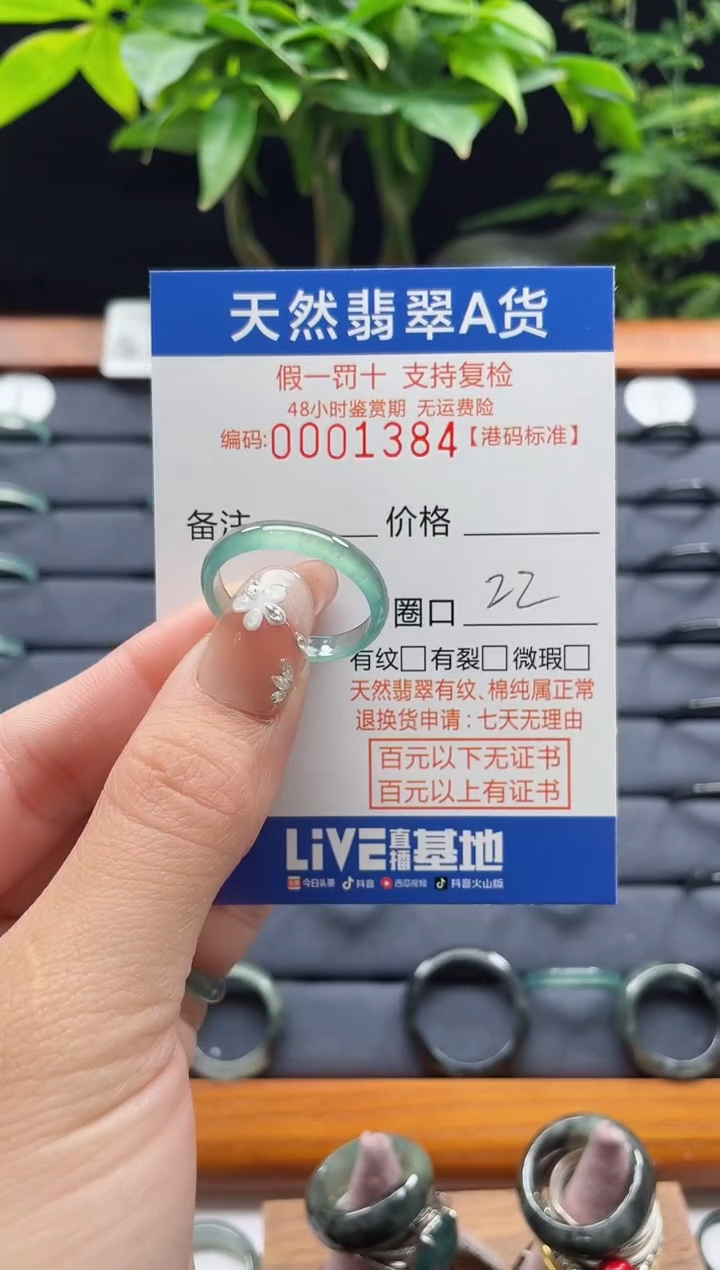 天然翡翠A货
假一罚十 支持复检
48小时鉴赏期 无运费险
编码:0001384【港码标准】
备注 价格
圈口 22
有纹□有裂□微瑕□
天然翡翠有纹、棉纯属正常
退换货申请:七天无理由
百元以下无证书
百元以上有证书
LiVE直播基地
今日头条 抖音 西瓜视频 抖音火山版